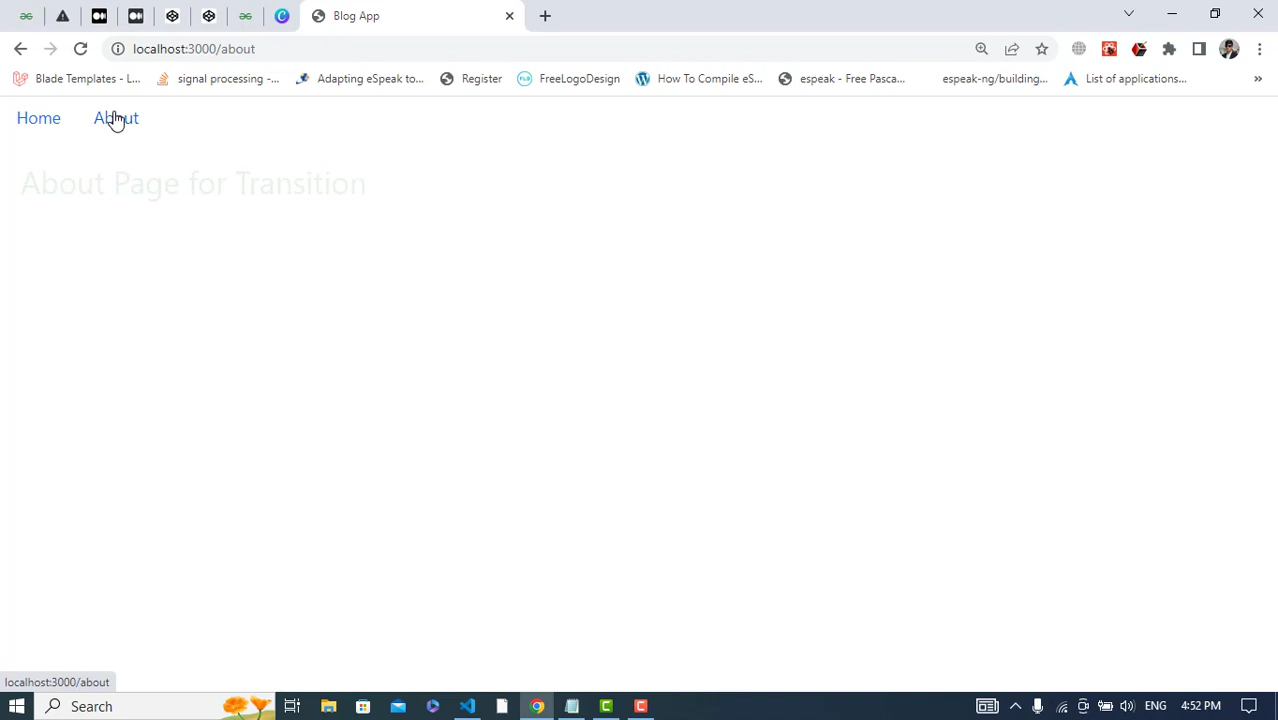 Blog App
localhost:3000/about
Blade Templates - L...
signal processing -...
Adapting eSpeak to...
Register
FLD
FreeLogoDesign
How To Compile eS...
espeak - Free Pasca...
espeak-ng/building...
List of applications...
Home
About
About Page for Transition
localhost:3000/about
Search
ENG
4:52 PM